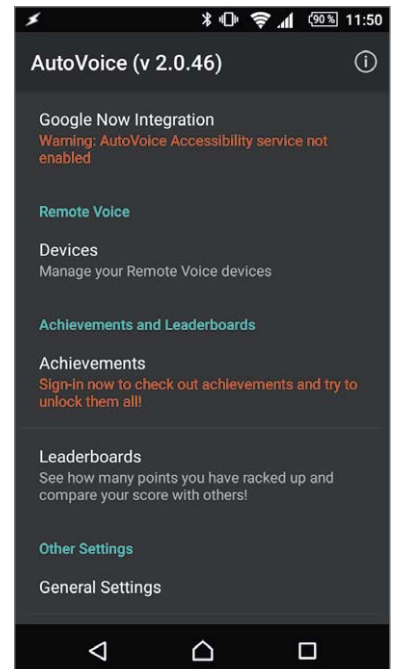 90 % 11:50
AutoVoice (v 2.0.46)
Google Now Integration
Warning: AutoVoice Accessibility service not
enabled
Remote Voice
Devices
Manage your Remote Voice devices
Achievements and Leaderboards
Achievements
Sign-in now to check out achievements and try to
unlock them all!
Leaderboards
See how many points you have racked up and
compare your score with others!
Other Settings
General Settings